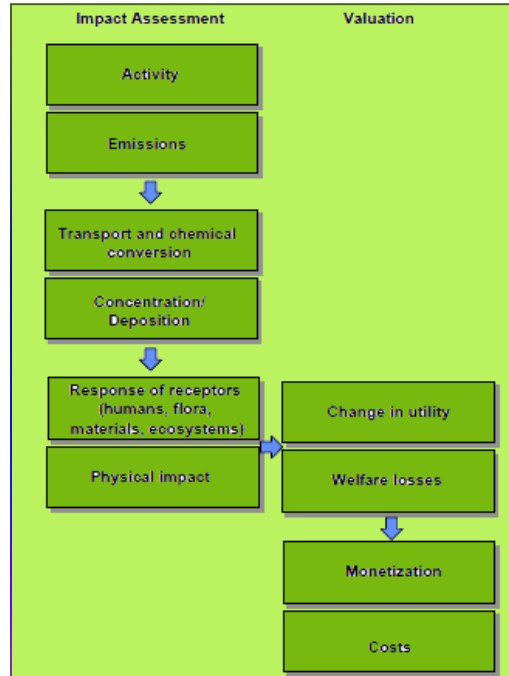 Impact Assessment
Valuation
Activity
Emissions
Transport and chemical
conversion
Concentration/
Deposition
Response of receptors
(humans, flora,
materials, ecosystems)
Physical impact
Change in utility
Welfare losses
Monetization
Costs